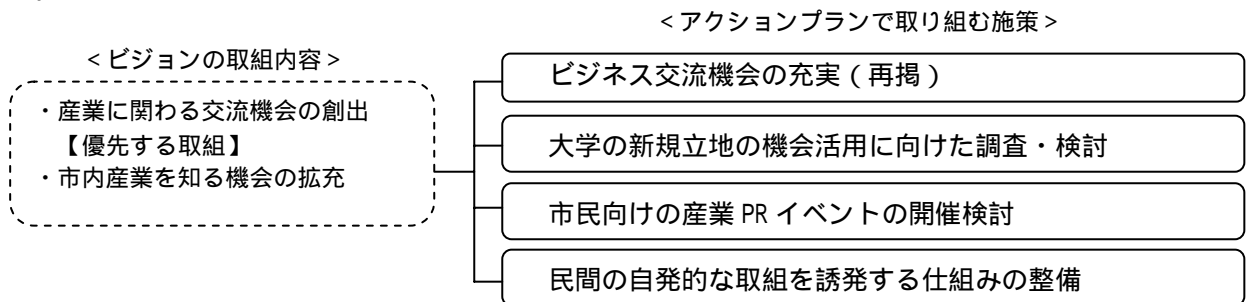 <アクションプランで取り組む施策>
<ビジョンの取組内容>
・産業に関わる交流機会の創出
【優先する取組】
・市内産業を知る機会の拡充
ビジネス交流機会の充実(再掲)
大学の新規立地の機会活用に向けた調査・検討
市民向けの産業 PR イベントの開催検討
民間の自発的な取組を誘発する仕組みの整備